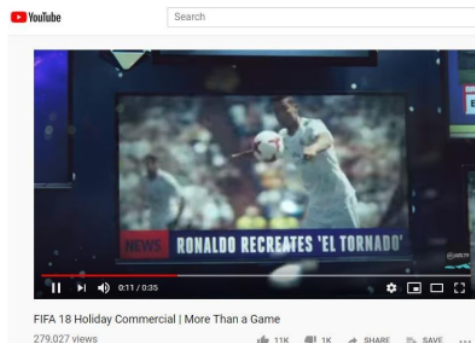 YouTube
Search
NEWS RONALDO RECREATES 'EL TORNADO'
0:11 / 0:35
FIFA 18 Holiday Commercial | More Than a Game
279,027 views 11K 1K SHARE SAVE